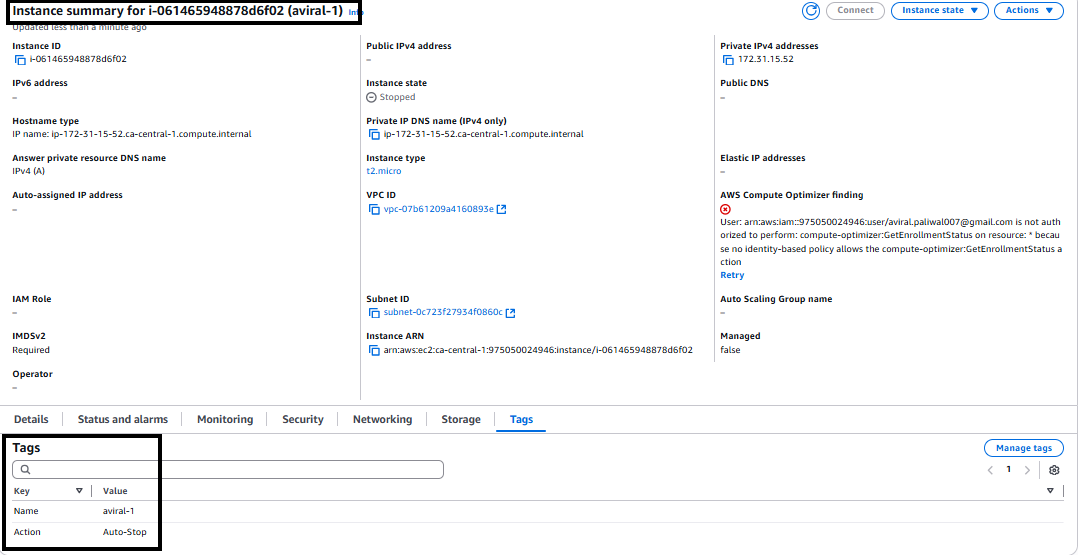 Instance summary for i-061465948878d6f02 (aviral-1) Info
Connect
Instance state
Actions
Updated less than a minute ago
Instance ID
i-061465948878d6f02
Public IPv4 address
–
Private IPv4 addresses
172.31.15.52
IPv6 address
–
Instance state
Stopped
Public DNS
–
Hostname type
IP name: ip-172-31-15-52.ca-central-1.compute.internal
Private IP DNS name (IPv4 only)
ip-172-31-15-52.ca-central-1.compute.internal
Answer private resource DNS name
IPv4 (A)
Instance type
t2.micro
Elastic IP addresses
–
Auto-assigned IP address
–
VPC ID
vpc-07b61209a4160893e
AWS Compute Optimizer finding
User: arn:aws:iam::975050024946:user/aviral.paliwal007@gmail.com is not auth
orized to perform: compute-optimizer:GetEnrollmentStatus on resource: * becau
se no identity-based policy allows the compute-optimizer:GetEnrollmentStatus a
ction
Retry
IAM Role
–
Subnet ID
subnet-0c723f27934f0860c
Auto Scaling Group name
–
IMDSv2
Required
Instance ARN
arn:aws:ec2:ca-central-1:975050024946:instance/i-061465948878d6f02
Managed
false
Operator
–
Details
Status and alarms
Monitoring
Security
Networking
Storage
Tags
Tags
Manage tags
1
Key
Value
Name
aviral-1
Action
Auto-Stop